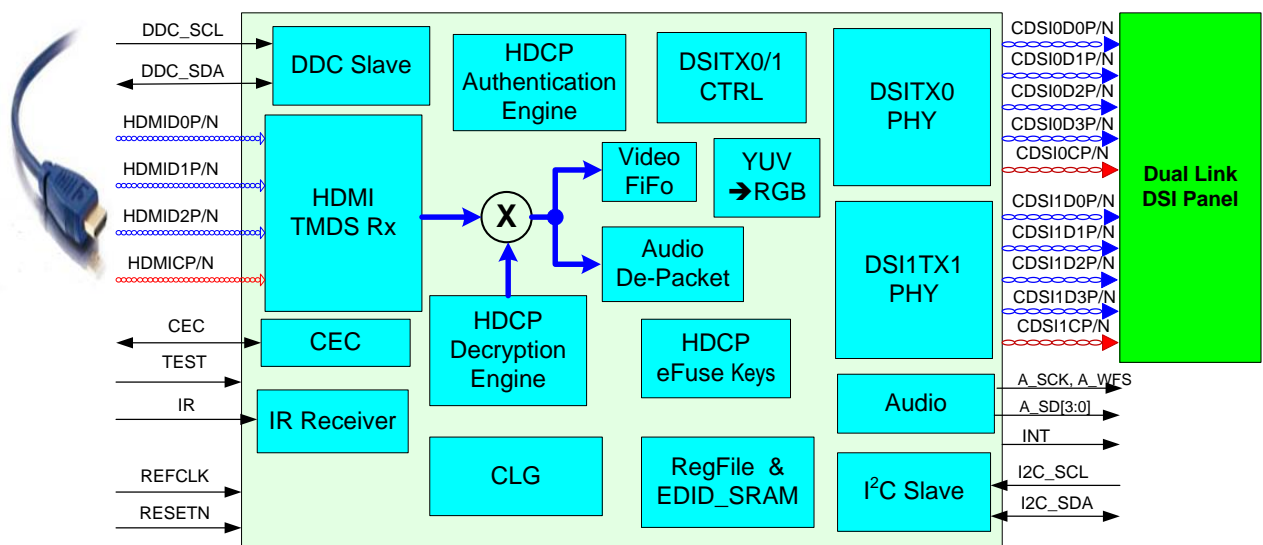 DDC_SCL
DDC_SDA
HDMID0P/N
HDMID1P/N
HDMID2P/N
HDMICP/N
CEC
TEST
IR
REFCLK
RESETN
DDC Slave
HDMI
TMDS Rx
CEC
IR Receiver
HDCP
Authentication
Engine
X
HDCP
Decryption
Engine
CLG
Video
FiFo
Audio
De-Packet
DSITX0/1
CTRL
YUV
➔RGB
HDCP
eFuse Keys
RegFile &
EDID_SRAM
DSITX0
PHY
DSI1TX1
PHY
Audio
I²C Slave
CDSI0D0P/N
CDSI0D1P/N
CDSI0D2P/N
CDSI0D3P/N
CDSI0CP/N
CDSI1D0P/N
CDSI1D1P/N
CDSI1D2P/N
CDSI1D3P/N
CDSI1CP/N
A_SCK, A_WFS
A_SD[3:0]
INT
I2C_SCL
I2C_SDA
Dual Link
DSI Panel